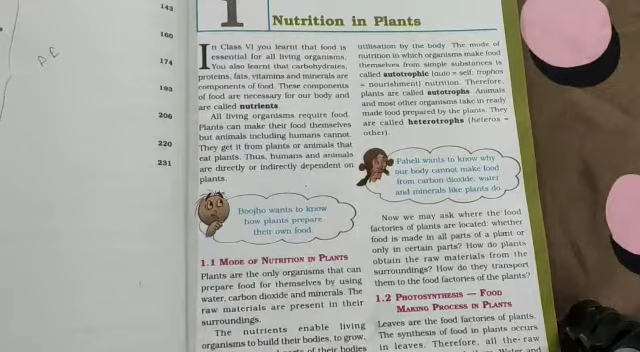 143
160
174
193
206
220
231
1
Nutrition in Plants
In Class VI you learnt that food is
essential for all living organisms.
You also learnt that carbohydrates,
proteins, fats, vitamins and minerals are
components of food. These components
of food are necessary for our body and
are called nutrients.
All living organisms require food.
Plants can make their food themselves
but animals including humans cannot.
They get it from plants or animals that
eat plants. Thus, humans and animals
are directly or indirectly dependent on
plants.
Boojho wants to know
how plants prepare
their own food.
1.1 MODE OF NUTRITION IN PLANTS
Plants are the only organisms that can
prepare food for themselves by using
water, carbon dioxide and minerals. The
raw materials are present in their
surroundings.
The nutrients enable living
organisms to build their bodies, to grow,
of their bodies
utilisation by the body. The mode of
nutrition in which organisms make food
themselves from simple substances is
called autotrophic (auto = self; trophos
= nourishment) nutrition. Therefore,
plants are called autotrophs. Animals
and most other organisms take in ready
made food prepared by the plants. They
are called heterotrophs (heteros =
other).
Paheli wants to know why
our body cannot make food
from carbon dioxide, water
and minerals like plants do.
Now we may ask where the food
factories of plants are located: whether
food is made in all parts of a plant or
only in certain parts? How do plants
obtain the raw materials from the
surroundings? How do they transport
them to the food factories of the plants?
1.2 PHOTOSYNTHESIS — FOOD
MAKING PROCESS IN PLANTS
Leaves are the food factories of plants.
The synthesis of food in plants occurs
in leaves. Therefore, all the raw
Water and